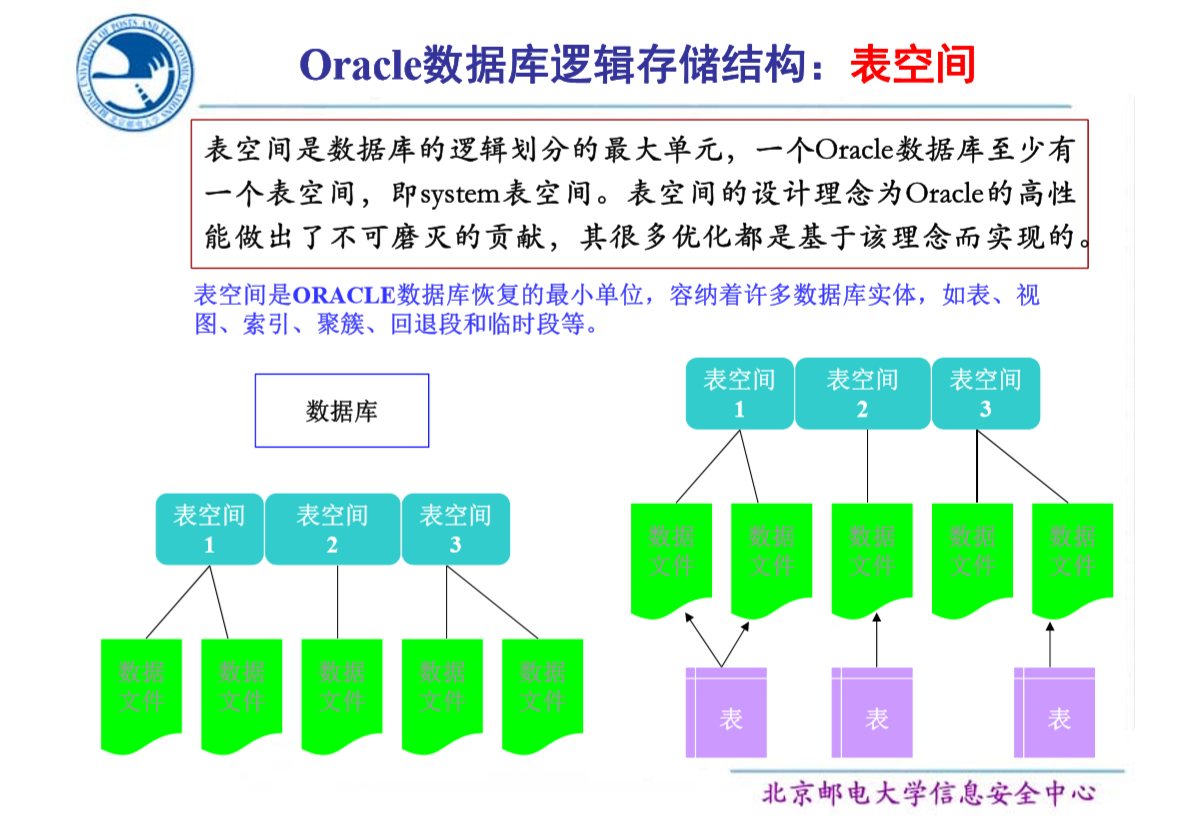 Oracle数据库逻辑存储结构：表空间
表空间是数据库的逻辑划分的最大单元，一个Oracle数据库至少有
一个表空间，即system表空间。表空间的设计理念为Oracle的高性
能做出了不可磨灭的贡献，其很多优化都是基于该理念而实现的。
表空间是ORACLE数据库恢复的最小单位，容纳着许多数据库实体，如表、视
图、索引、聚簇、回退段和临时段等。
数据库
表空间
1
表空间
2
表空间
3
数据
文件
数据
文件
数据
文件
数据
文件
数据
文件
表空间
1
表空间
2
表空间
3
数据
文件
数据
文件
数据
文件
数据
文件
数据
文件
表
表
表
北京邮电大学信息安全中心